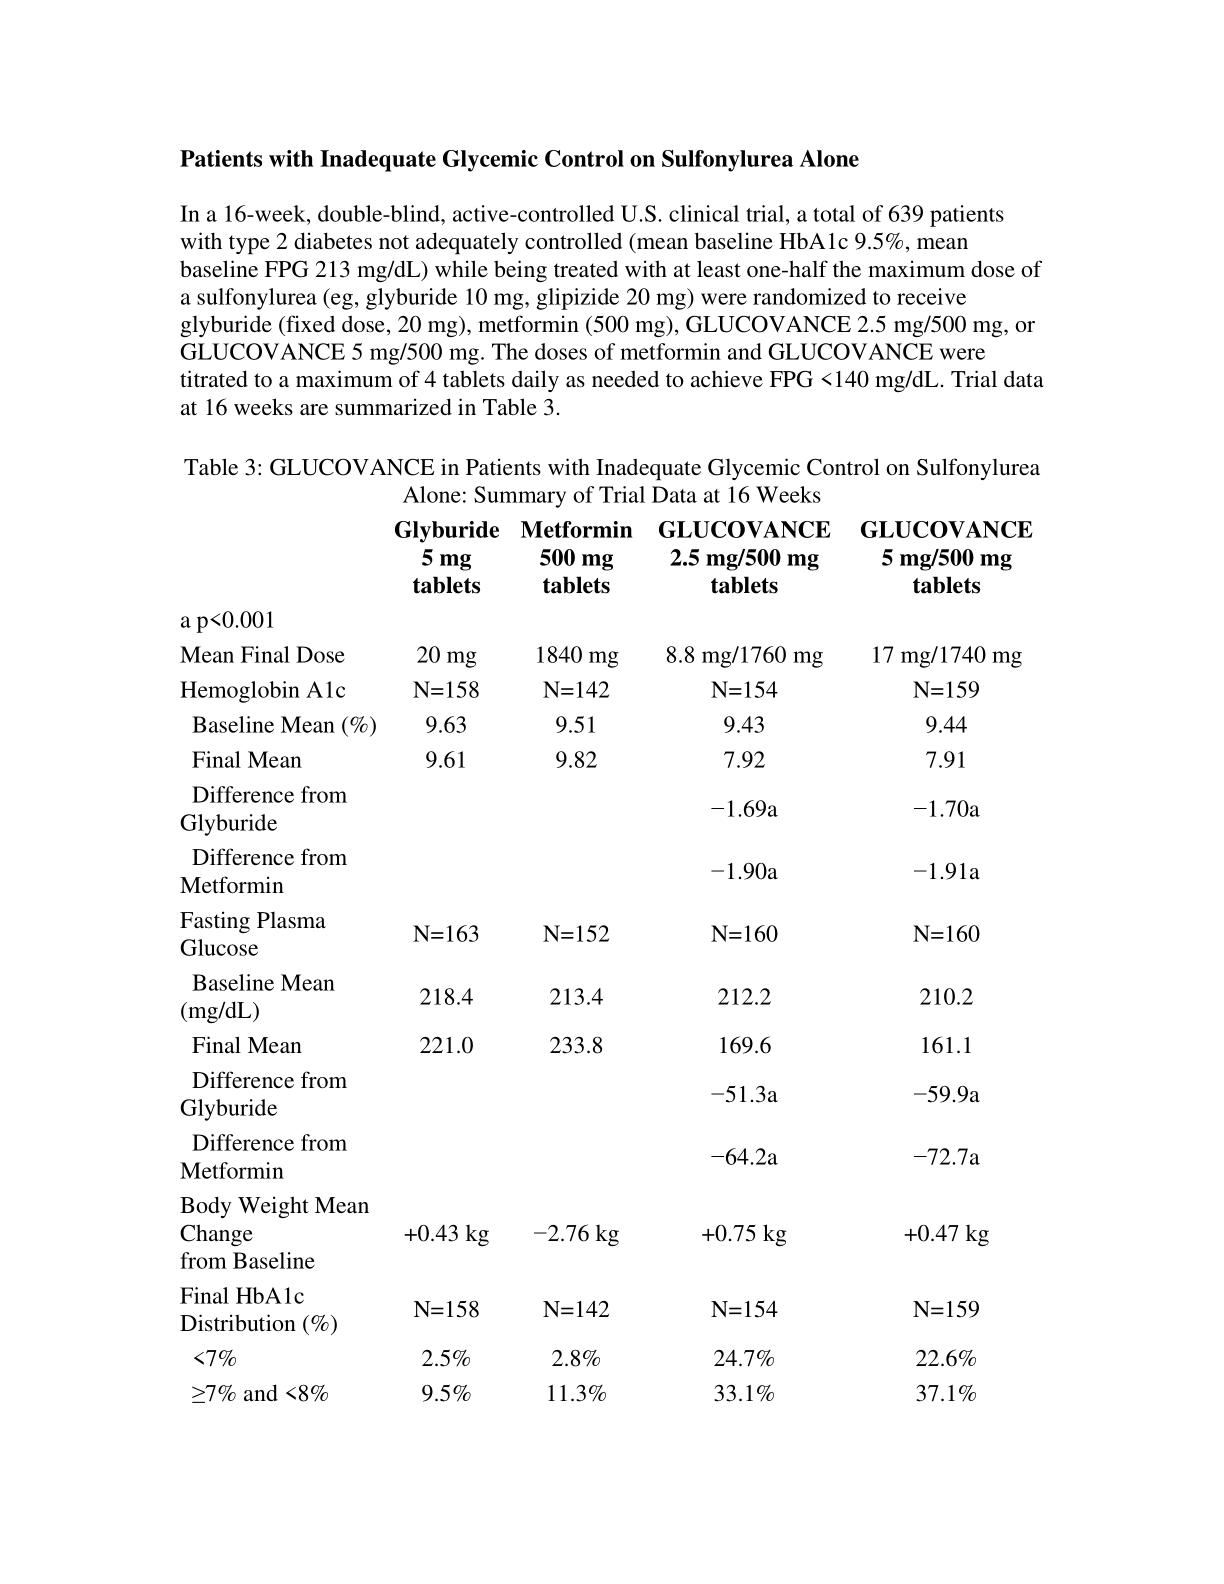 Patients with Inadequate Glycemic Control on Sulfonylurea Alone
In a 16-week, double-blind, active-controlled U.S. clinical trial, a total of 639 patients
with type 2 diabetes not adequately controlled (mean baseline HbA1c 9.5%, mean
baseline FPG 213 mg/dL) while being treated with at least one-half the maximum dose of
a sulfonylurea (eg, glyburide 10 mg, glipizide 20 mg) were randomized to receive
glyburide (fixed dose, 20 mg), metformin (500 mg), GLUCOVANCE 2.5 mg/500 mg, or
GLUCOVANCE 5 mg/500 mg. The doses of metformin and GLUCOVANCE were
titrated to a maximum of 4 tablets daily as needed to achieve FPG <140 mg/dL. Trial data
at 16 weeks are summarized in Table 3.
Table 3: GLUCOVANCE in Patients with Inadequate Glycemic Control on Sulfonylurea
Alone: Summary of Trial Data at 16 Weeks
Glyburide Metformin GLUCOVANCE GLUCOVANCE
5 mg 500 mg 2.5 mg/500 mg 5 mg/500 mg
tablets tablets tablets tablets
a p<0.001
Mean Final Dose 20 mg 1840 mg 8.8 mg/1760 mg 17 mg/1740 mg
Hemoglobin A1c N=158 N=142 N=154 N=159
Baseline Mean (%) 9.63 9.51 9.43 9.44
Final Mean 9.61 9.82 7.92 7.91
Difference from
Glyburide −1.69a −1.70a
Difference from
Metformin −1.90a −1.91a
Fasting Plasma
Glucose N=163 N=152 N=160 N=160
Baseline Mean
(mg/dL) 218.4 213.4 212.2 210.2
Final Mean 221.0 233.8 169.6 161.1
Difference from
Glyburide −51.3a −59.9a
Difference from
Metformin −64.2a −72.7a
Body Weight Mean
Change +0.43 kg −2.76 kg +0.75 kg +0.47 kg
from Baseline
Final HbA1c
Distribution (%) N=158 N=142 N=154 N=159
<7% 2.5% 2.8% 24.7% 22.6%
≥7% and <8% 9.5% 11.3% 33.1% 37.1%